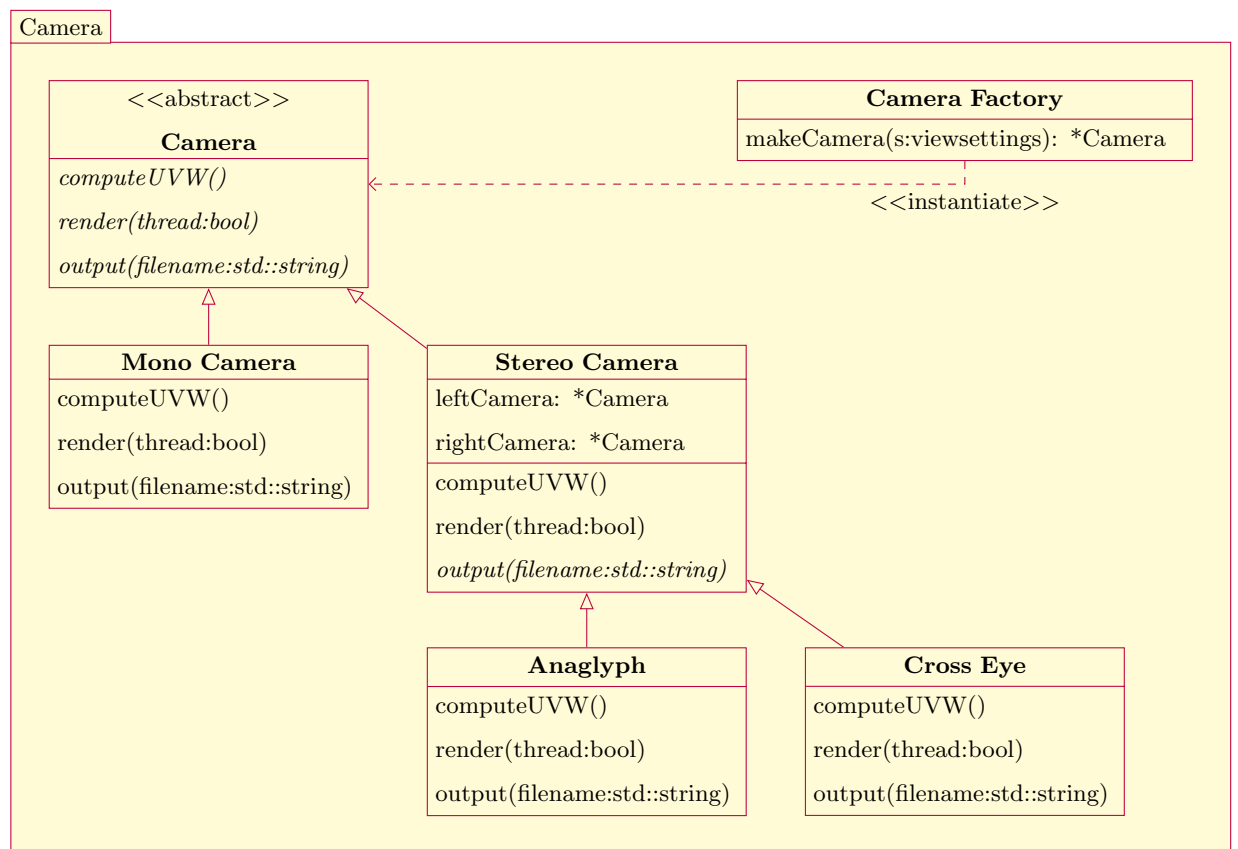 Camera
<<abstract>>
Camera
computeUVW()
render(thread:bool)
output(filename:std::string)
Camera Factory
makeCamera(s:viewsettings): *Camera
<<instantiate>>
Mono Camera
computeUVW()
render(thread:bool)
output(filename:std::string)
Stereo Camera
leftCamera: *Camera
rightCamera: *Camera
computeUVW()
render(thread:bool)
output(filename:std::string)
Anaglyph
computeUVW()
render(thread:bool)
output(filename:std::string)
Cross Eye
computeUVW()
render(thread:bool)
output(filename:std::string)